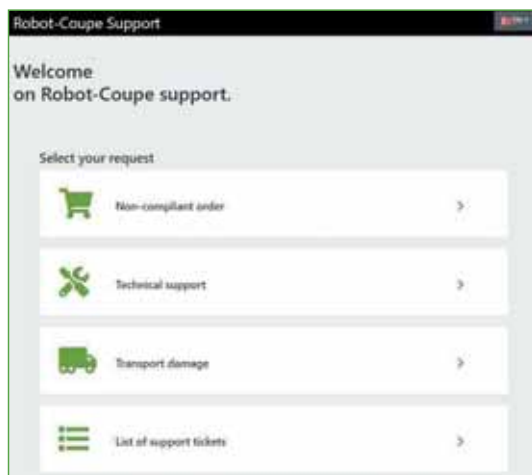 Robot-Coupe Support
Welcome
on Robot-Coupe support.
Select your request
Non-compliant order
Technical support
Transport damage
List of support tickets